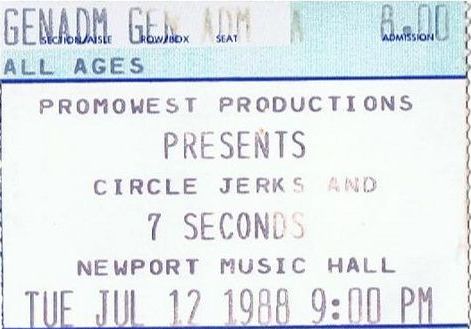 GENADM GEN ADM A 8.00
SECTION/AISLE ROW/BOX SEAT ADMISSION
ALL AGES
PROMOWEST PRODUCTIONS
PRESENTS
CIRCLE JERKS AND
7 SECONDS
NEWPORT MUSIC HALL
TUE JUL 12 1988 9:00 PM